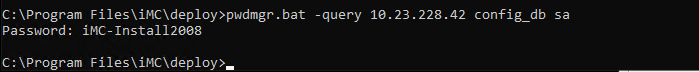 C:\Program Files\iMC\deploy>pwdmgr.bat -query 10.23.228.42 config_db sa
Password: iMC-Install2008
C:\Program Files\iMC\deploy>